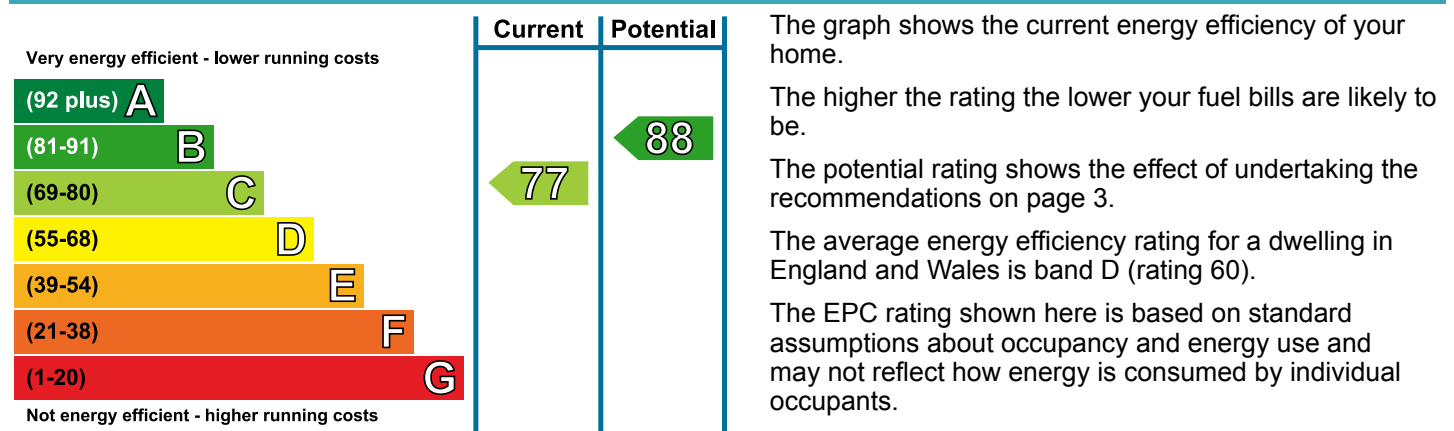 Current Potential
Very energy efficient - lower running costs
(92 plus) A
(81-91) B
88
(69-80) C
77
(55-68) D
(39-54) E
(21-38) F
(1-20) G
Not energy efficient - higher running costs
The graph shows the current energy efficiency of your
home.
The higher the rating the lower your fuel bills are likely to
be.
The potential rating shows the effect of undertaking the
recommendations on page 3.
The average energy efficiency rating for a dwelling in
England and Wales is band D (rating 60).
The EPC rating shown here is based on standard
assumptions about occupancy and energy use and
may not reflect how energy is consumed by individual
occupants.